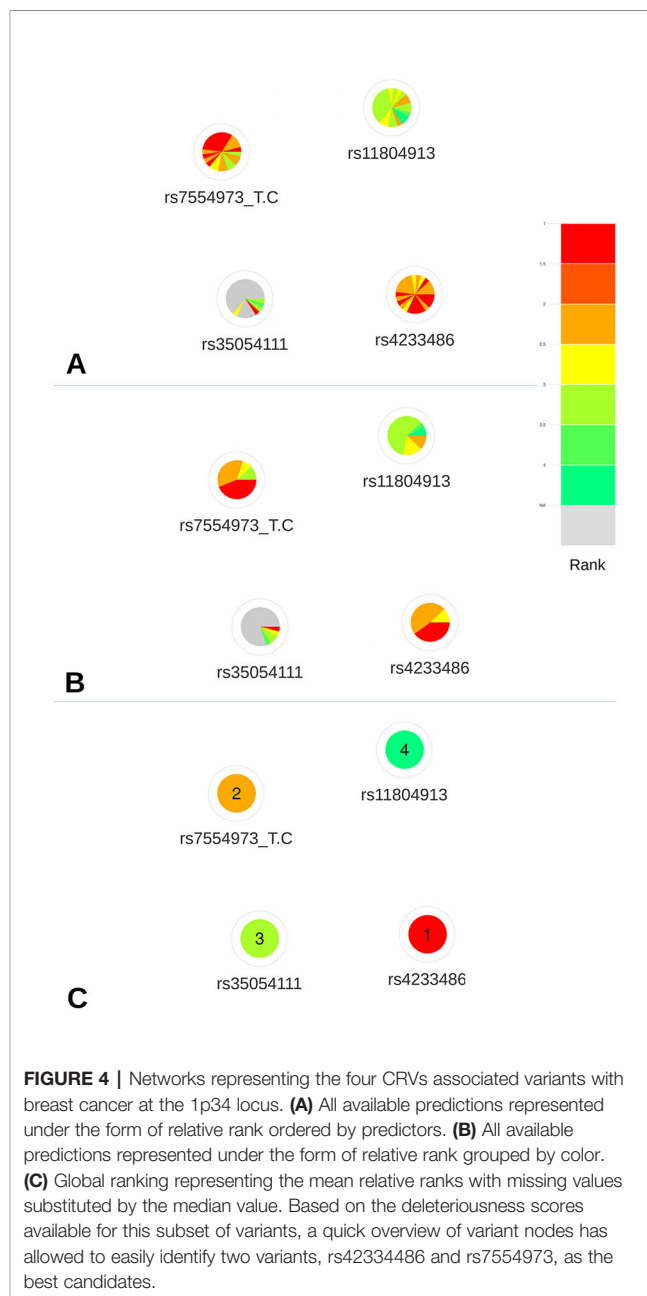 rs11804913
rs7554973_T.C
rs35054111
rs4233486
A
1
1.5
2
2.5
3
3.5
4
NA
Rank
rs11804913
rs7554973_T.C
rs35054111
rs4233486
B
4
rs11804913
2
rs7554973_T.C
3
rs35054111
1
rs4233486
C
FIGURE 4 | Networks representing the four CRVs associated variants with
breast cancer at the 1p34 locus. (A) All available predictions represented
under the form of relative rank ordered by predictors. (B) All available
predictions represented under the form of relative rank grouped by color.
(C) Global ranking representing the mean relative ranks with missing values
substituted by the median value. Based on the deleteriousness scores
available for this subset of variants, a quick overview of variant nodes has
allowed to easily identify two variants, rs42334486 and rs7554973, as the
best candidates.